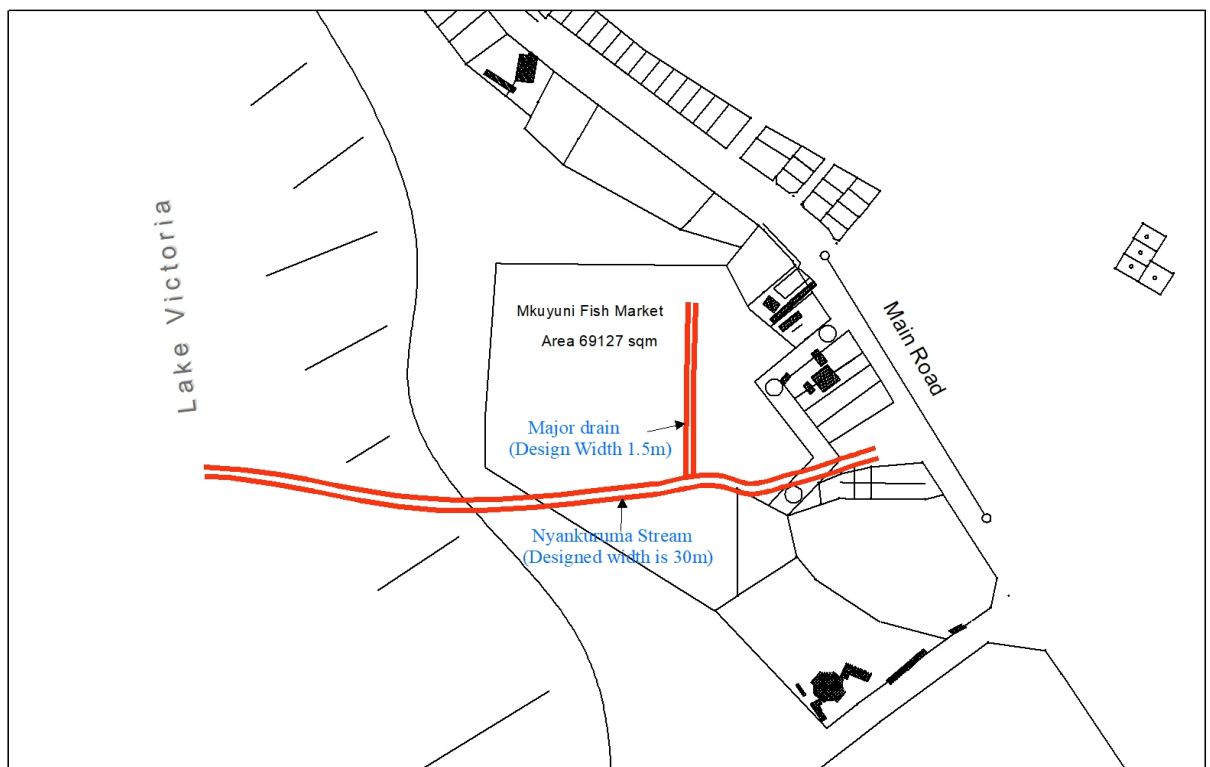 Lake Victoria
Mkuyuni Fish Market
Area 69127 sqm
Main Road
Major drain
(Design Width 1.5m)
Nyankuruma Stream
(Designed width is 30m)